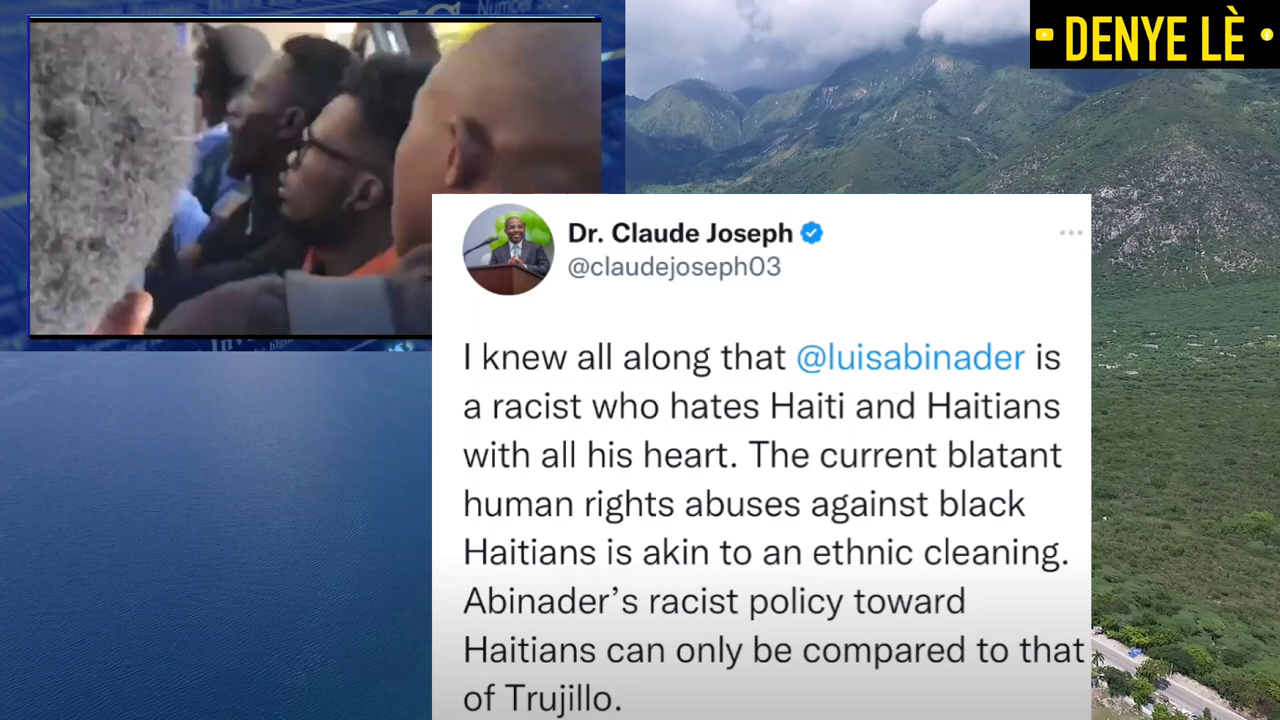 DENYE LÈ
Dr. Claude Joseph
@claudejoseph03
I knew all along that @luisabinader is
a racist who hates Haiti and Haitians
with all his heart. The current blatant
human rights abuses against black
Haitians is akin to an ethnic cleaning.
Abinader’s racist policy toward
Haitians can only be compared to that
of Trujillo.